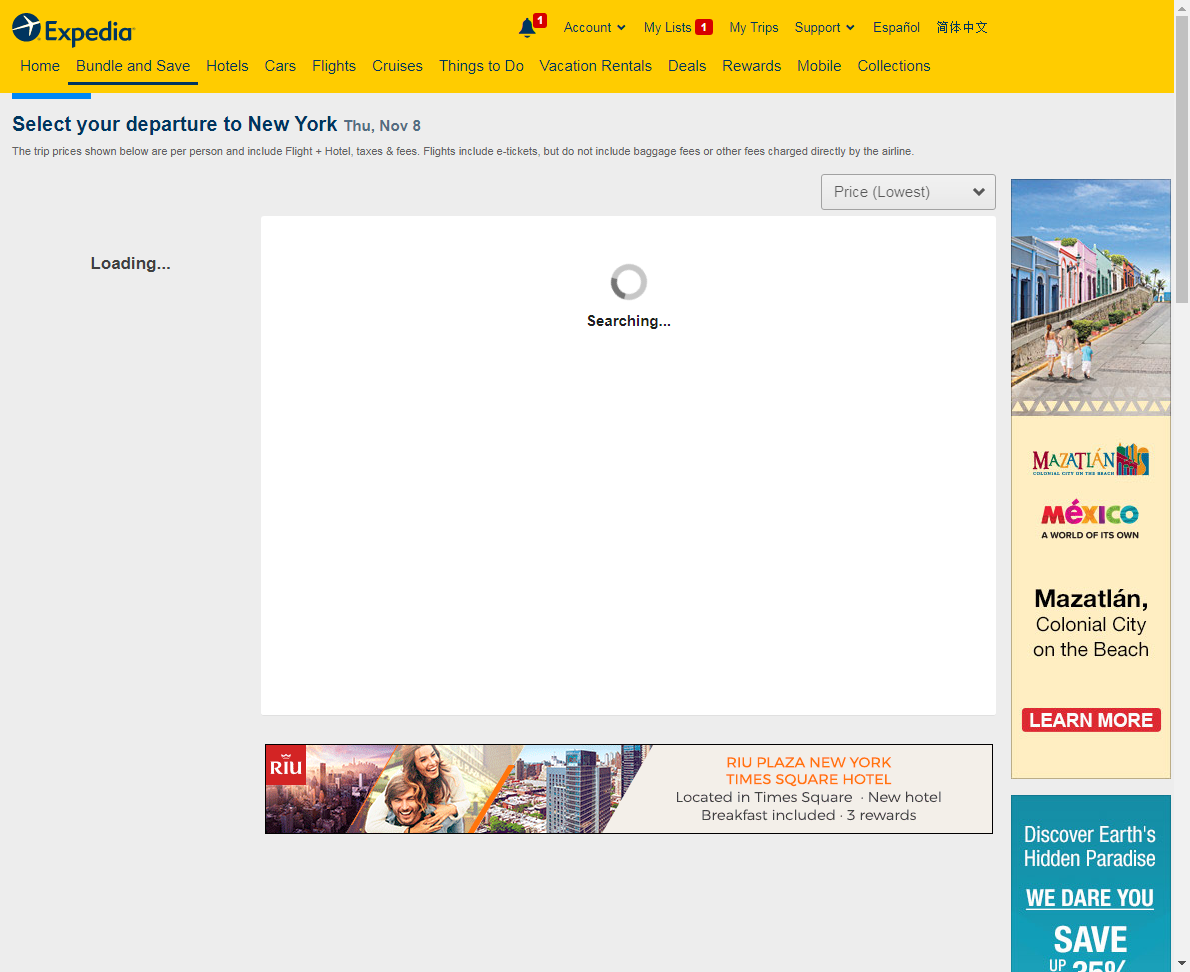 Expedia
1
Account
My Lists 1
My Trips
Support
Español
简体中文
Home
Bundle and Save
Hotels
Cars
Flights
Cruises
Things to Do
Vacation Rentals
Deals
Rewards
Mobile
Collections
Select your departure to New York Thu, Nov 8
The trip prices shown below are per person and include Flight + Hotel, taxes & fees. Flights include e-tickets, but do not include baggage fees or other fees charged directly by the airline.
Price (Lowest)
Loading...
Searching...
MAZATLÁN
COLONIAL CITY ON THE BEACH
MéXICO
A WORLD OF ITS OWN
Mazatlán,
Colonial City
on the Beach
LEARN MORE
RIU
RIU PLAZA NEW YORK
TIMES SQUARE HOTEL
Located in Times Square · New hotel
Breakfast included · 3 rewards
Discover Earth's
Hidden Paradise
WE DARE YOU
SAVE
UP 25%